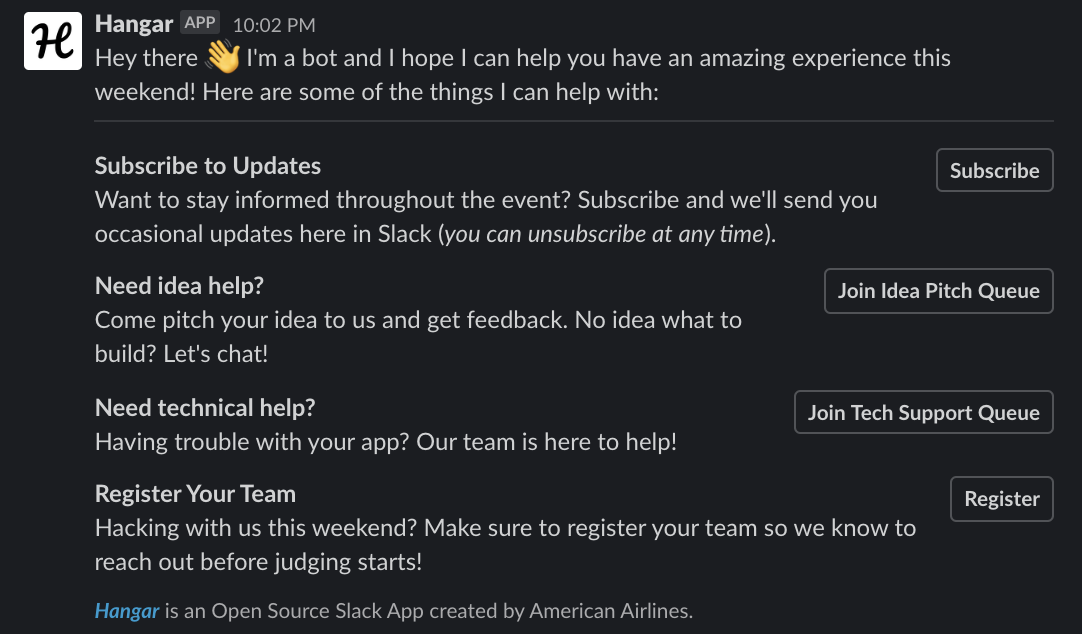 H
Hangar APP 10:02 PM
Hey there 👋 I'm a bot and I hope I can help you have an amazing experience this
weekend! Here are some of the things I can help with:
Subscribe to Updates
Subscribe
Want to stay informed throughout the event? Subscribe and we'll send you
occasional updates here in Slack (you can unsubscribe at any time).
Need idea help?
Join Idea Pitch Queue
Come pitch your idea to us and get feedback. No idea what to
build? Let's chat!
Need technical help?
Join Tech Support Queue
Having trouble with your app? Our team is here to help!
Register Your Team
Register
Hacking with us this weekend? Make sure to register your team so we know to
reach out before judging starts!
Hangar is an Open Source Slack App created by American Airlines.